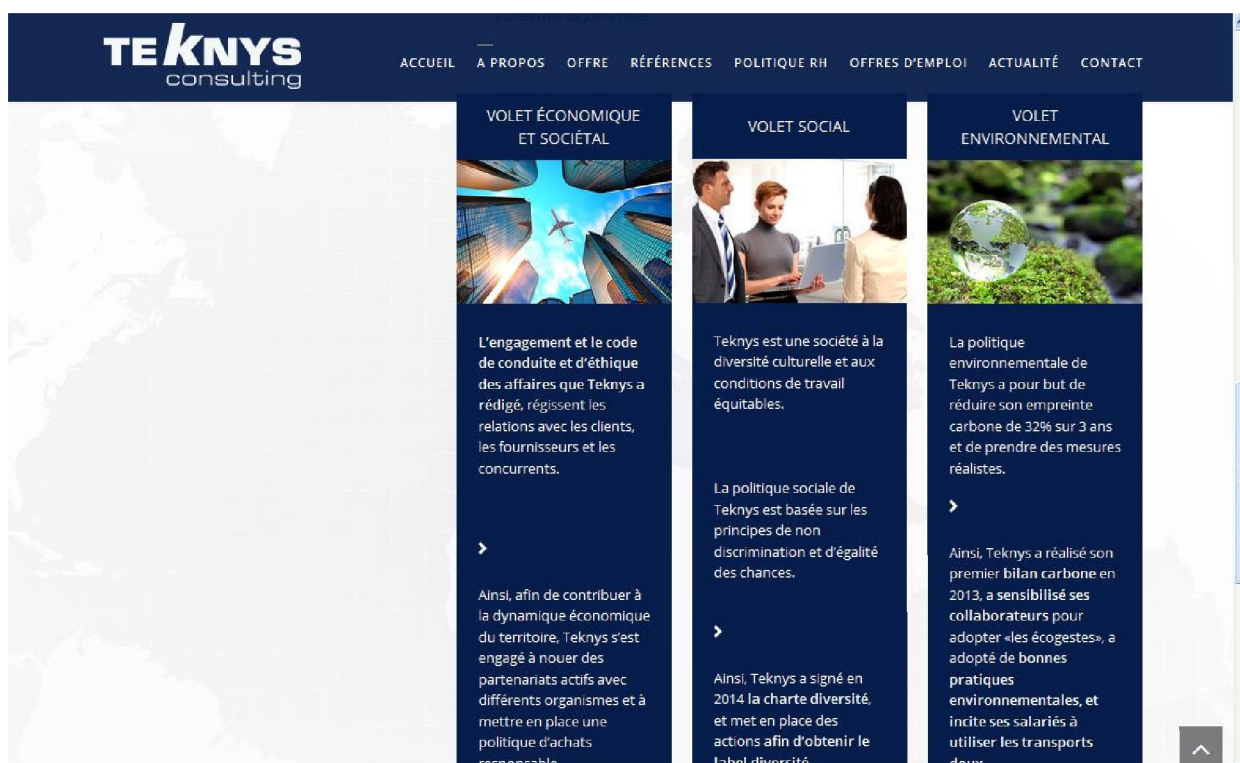 collective et pérenne.
TEKNYS
consulting
ACCUEIL A PROPOS OFFRE RÉFÉRENCES POLITIQUE RH OFFRES D'EMPLOI ACTUALITÉ CONTACT
VOLET ÉCONOMIQUE
ET SOCIÉTAL
L'engagement et le code
de conduite et d'éthique
des affaires que Teknys a
rédigé, régissent les
relations avec les clients,
les fournisseurs et les
concurrents.
Ainsi, afin de contribuer à
la dynamique économique
du territoire, Teknys s'est
engagé à nouer des
partenariats actifs avec
différents organismes et à
mettre en place une
politique d'achats
responsable.
VOLET SOCIAL
Teknys est une société à la
diversité culturelle et aux
conditions de travail
équitables.
La politique sociale de
Teknys est basée sur les
principes de non
discrimination et d'égalité
des chances.
Ainsi, Teknys a signé en
2014 la charte diversité,
et met en place des
actions afin d'obtenir le
label diversité.
VOLET
ENVIRONNEMENTAL
La politique
environnementale de
Teknys a pour but de
réduire son empreinte
carbone de 32% sur 3 ans
et de prendre des mesures
réalistes.
Ainsi, Teknys a réalisé son
premier bilan carbone en
2013, a sensibilisé ses
collaborateurs pour
adopter «les écogestes», a
adopté de bonnes
pratiques
environnementales, et
incite ses salariés à
utiliser les transports
doux.